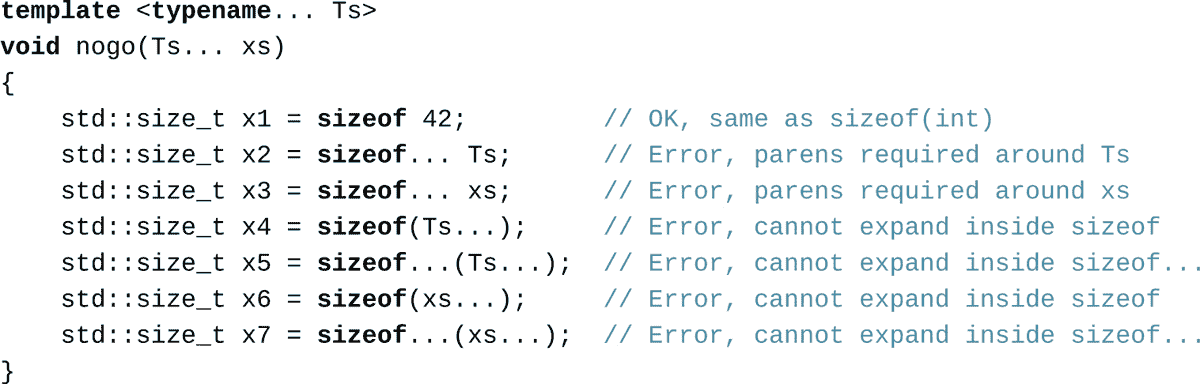 template <typename... Ts>
void nogo(Ts... xs)
{
    std::size_t x1 = sizeof 42;         // OK, same as sizeof(int)
    std::size_t x2 = sizeof... Ts;      // Error, parens required around Ts
    std::size_t x3 = sizeof... xs;      // Error, parens required around xs
    std::size_t x4 = sizeof(Ts...);     // Error, cannot expand inside sizeof
    std::size_t x5 = sizeof...(Ts...);  // Error, cannot expand inside sizeof...
    std::size_t x6 = sizeof(xs...);     // Error, cannot expand inside sizeof
    std::size_t x7 = sizeof...(xs...);  // Error, cannot expand inside sizeof...
}